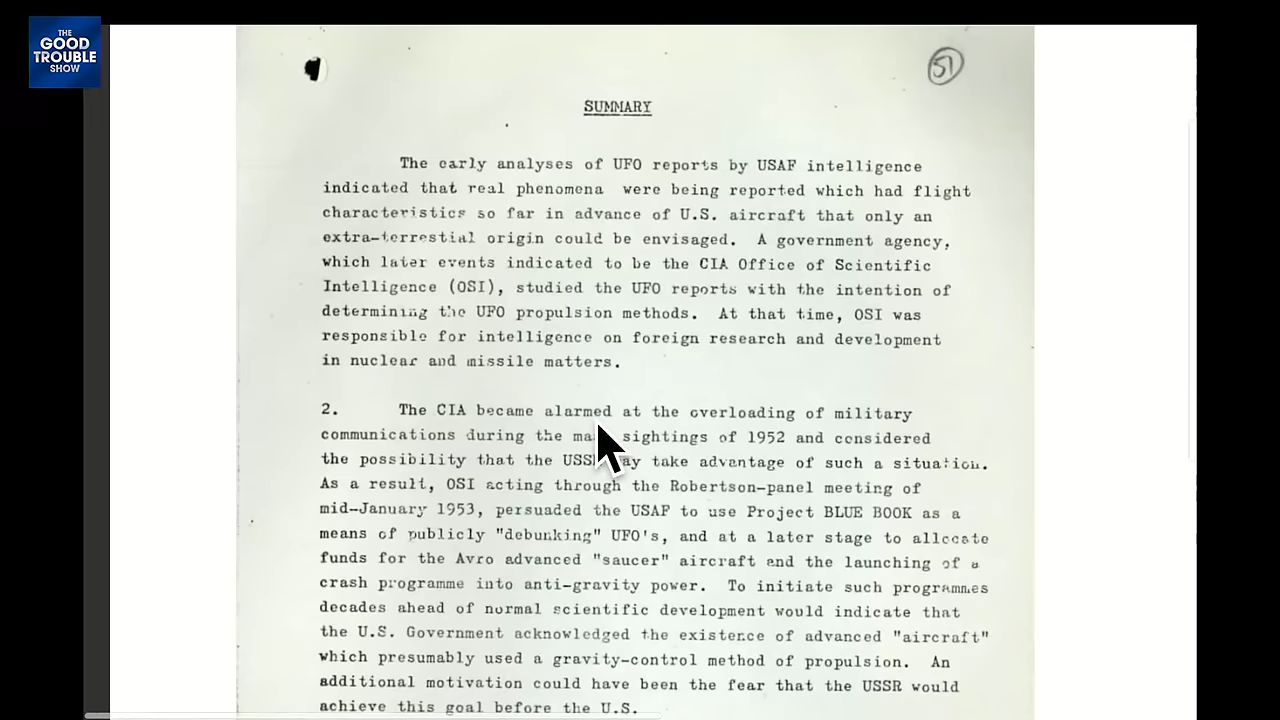 THE
GOOD
TROUBLE
SHOW
51
SUMMARY
The early analyses of UFO reports by USAF intelligence
indicated that real phenomena were being reported which had flight
characteristics so far in advance of U.S. aircraft that only an
extra-terrestial origin could be envisaged. A government agency,
which later events indicated to be the CIA Office of Scientific
Intelligence (OSI), studied the UFO reports with the intention of
determining the UFO propulsion methods. At that time, OSI was
responsible for intelligence on foreign research and development
in nuclear and missile matters.
2. The CIA became alarmed at the overloading of military
communications during the sightings of 1952 and considered
the possibility that the USSR may take advantage of such a situation.
As a result, OSI acting through the Robertson-panel meeting of
mid-January 1953, persuaded the USAF to use Project BLUE BOOK as a
means of publicly "debunking" UFO's, and at a later stage to allocate
funds for the Avro advanced "saucer" aircraft and the launching of a
crash programme into anti-gravity power. To initiate such programmes
decades ahead of normal scientific development would indicate that
the U.S. Government acknowledged the existence of advanced "aircraft"
which presumably used a gravity-control method of propulsion. An
additional motivation could have been the fear that the USSR would
achieve this goal before the U.S.